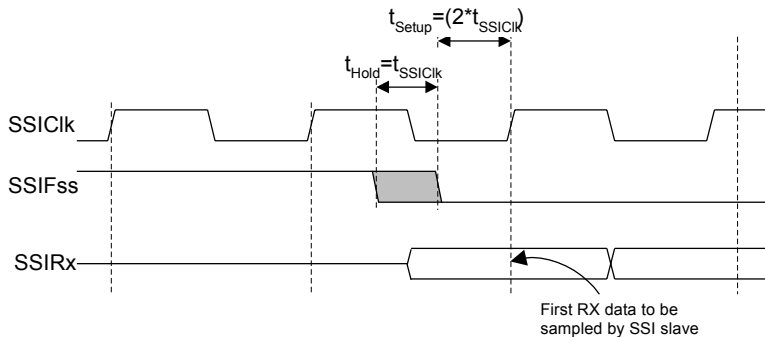 tSetup=(2*tSSIClk)
tHold=tSSIClk
SSIClk
SSIFss
SSIRx
First RX data to be
sampled by SSI slave